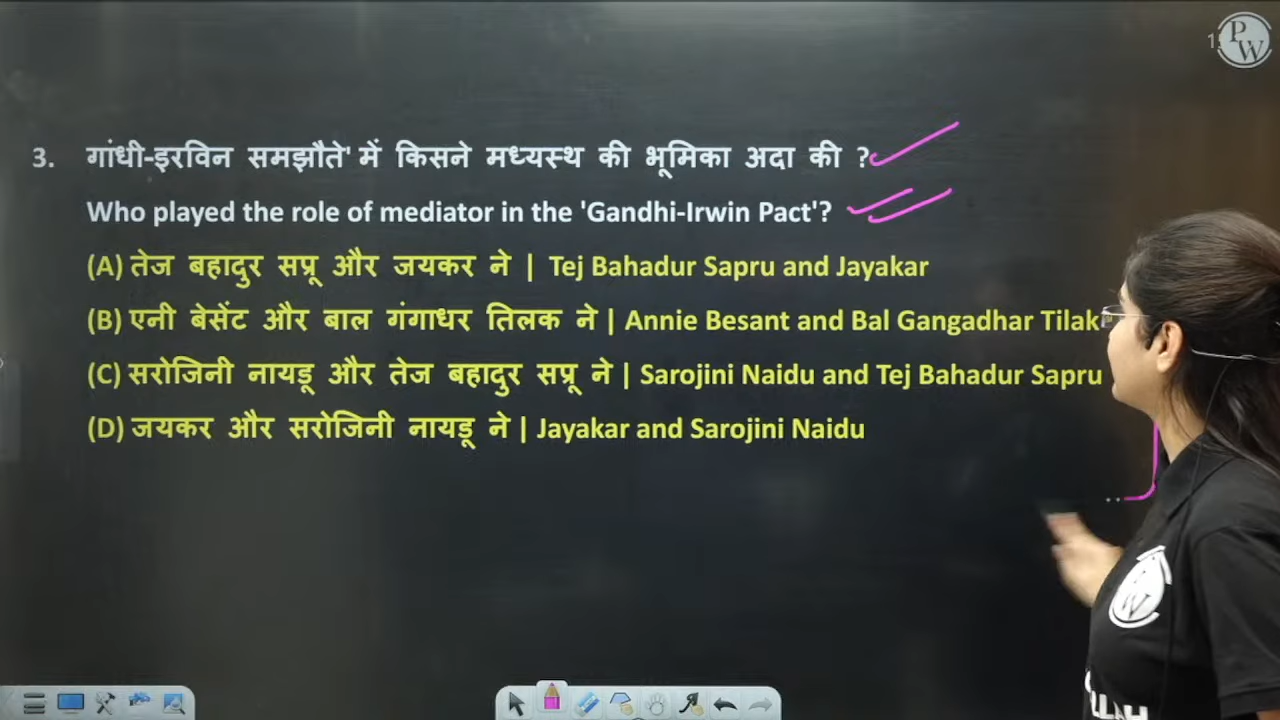 3. गांधी-इरविन समझौते' में किसने मध्यस्थ की भूमिका अदा की ?
Who played the role of mediator in the 'Gandhi-Irwin Pact'?
(A) तेज बहादुर सप्रू और जयकर ने | Tej Bahadur Sapru and Jayakar
(B) एनी बेसेंट और बाल गंगाधर तिलक ने | Annie Besant and Bal Gangadhar Tilak
(C) सरोजिनी नायडू और तेज बहादुर सप्रू ने | Sarojini Naidu and Tej Bahadur Sapru
(D) जयकर और सरोजिनी नायडू ने | Jayakar and Sarojini Naidu
PW